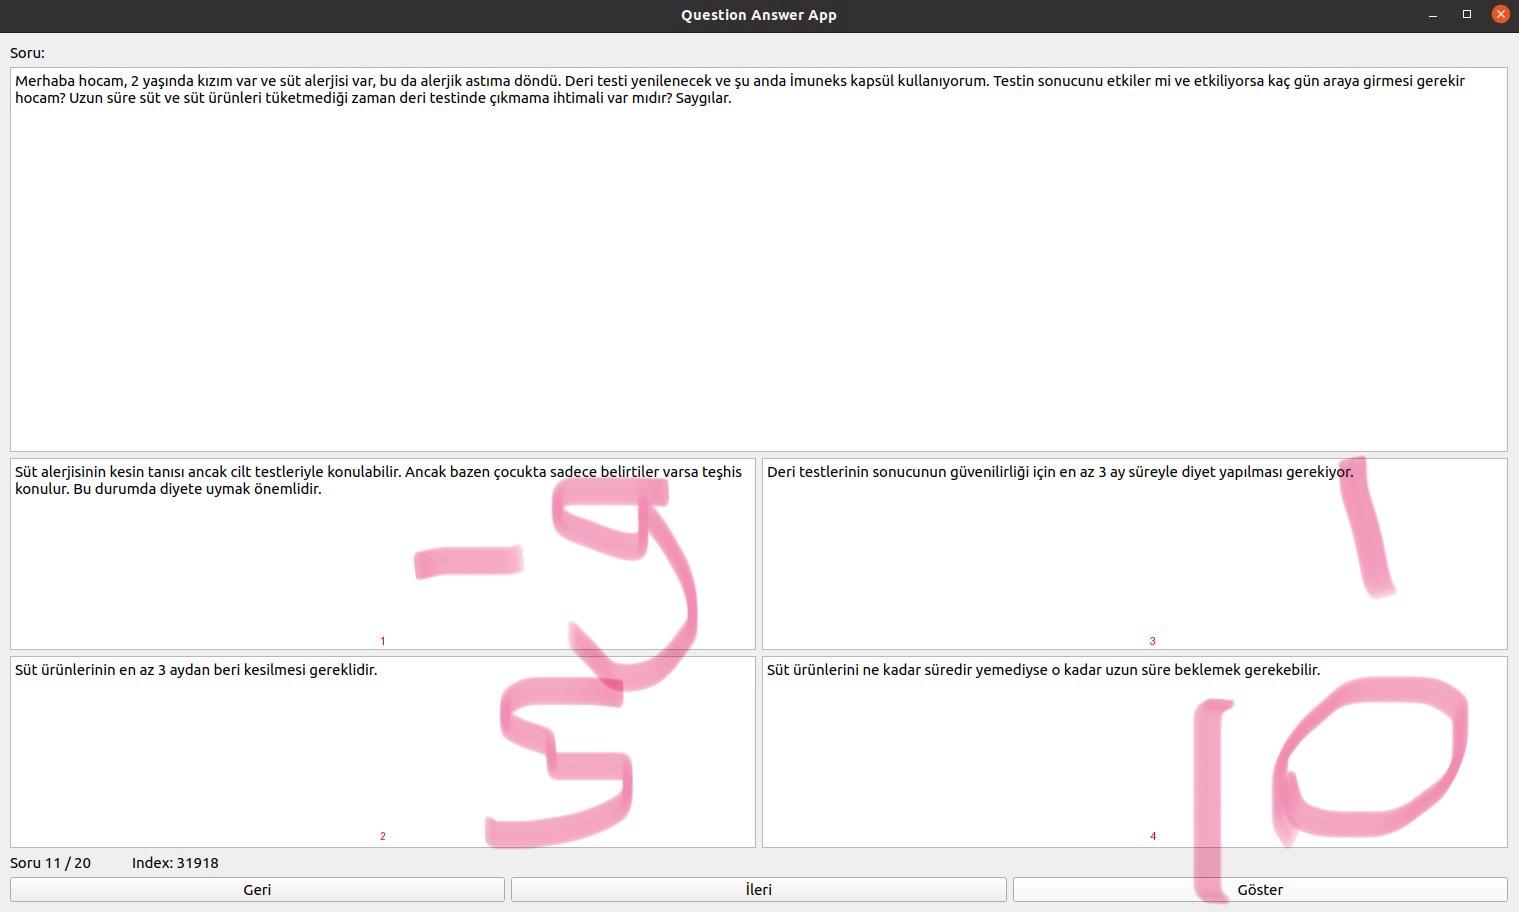 Question Answer App
Soru:
Merhaba hocam, 2 yaşında kızım var ve süt alerjisi var, bu da alerjik astıma döndü. Deri testi yenilenecek ve şu anda İmuneks kapsül kullanıyorum. Testin sonucunu etkiler mi ve etkiliyorsa kaç gün araya girmesi gerekir
hocam? Uzun süre süt ve süt ürünleri tüketmediği zaman deri testinde çıkmama ihtimali var mıdır? Saygılar.
Süt alerjisinin kesin tanısı ancak cilt testleriyle konulabilir. Ancak bazen çocukta sadece belirtiler varsa teşhis
konulur. Bu durumda diyete uymak önemlidir.
-9
1
Deri testlerinin sonucunun güvenilirliği için en az 3 ay süreyle diyet yapılması gerekiyor.
1
3
Süt ürünlerinin en az 3 aydan beri kesilmesi gereklidir.
5
2
Süt ürünlerini ne kadar süredir yemediyse o kadar uzun süre beklemek gerekebilir.
10
4
Soru 11 / 20 Index: 31918
Geri İleri Göster